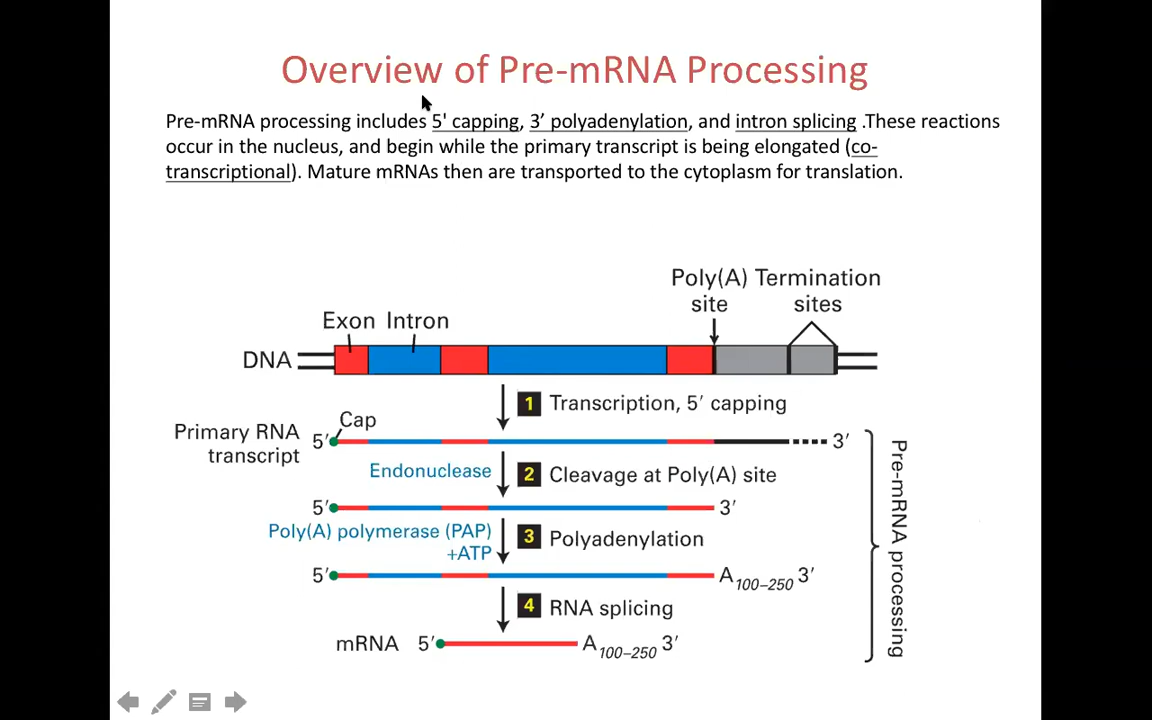 Overview of Pre-mRNA Processing
Pre-mRNA processing includes 5' capping, 3’ polyadenylation, and intron splicing .These reactions
occur in the nucleus, and begin while the primary transcript is being elongated (co-
transcriptional). Mature mRNAs then are transported to the cytoplasm for translation.
Poly(A) Termination
site sites
Exon Intron
DNA
1 Transcription, 5′ capping
Cap
Primary RNA
transcript
5′ 3′
Endonuclease 2 Cleavage at Poly(A) site
5′ 3′
Poly(A) polymerase (PAP)
+ATP
3 Polyadenylation
5′ A100–250 3′
4 RNA splicing
mRNA 5′ A100–250 3′
Pre-mRNA processing